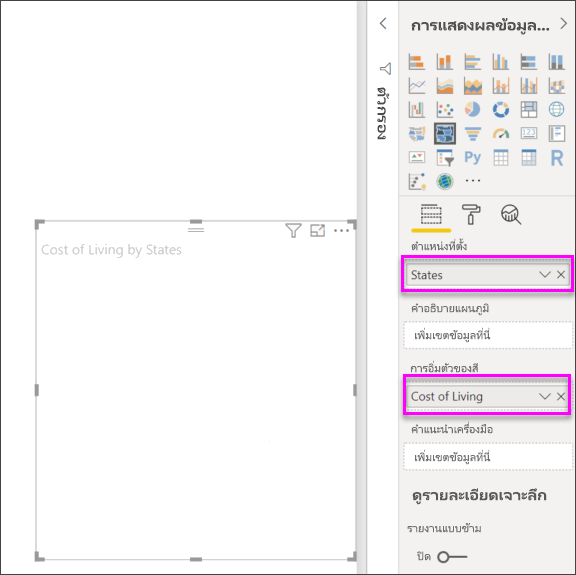 การแสดงผลข้อมูล...
ตัวกรอง
Cost of Living by States
123
Py
R
ตำแหน่งที่ตั้ง
States
คำอธิบายแผนภูมิ
เพิ่มเขตข้อมูลที่นี่
การอิ่มตัวของสี
Cost of Living
คำแนะนำเครื่องมือ
เพิ่มเขตข้อมูลที่นี่
ดูรายละเอียดเจาะลึก
รายงานแบบข้าม
ปิด